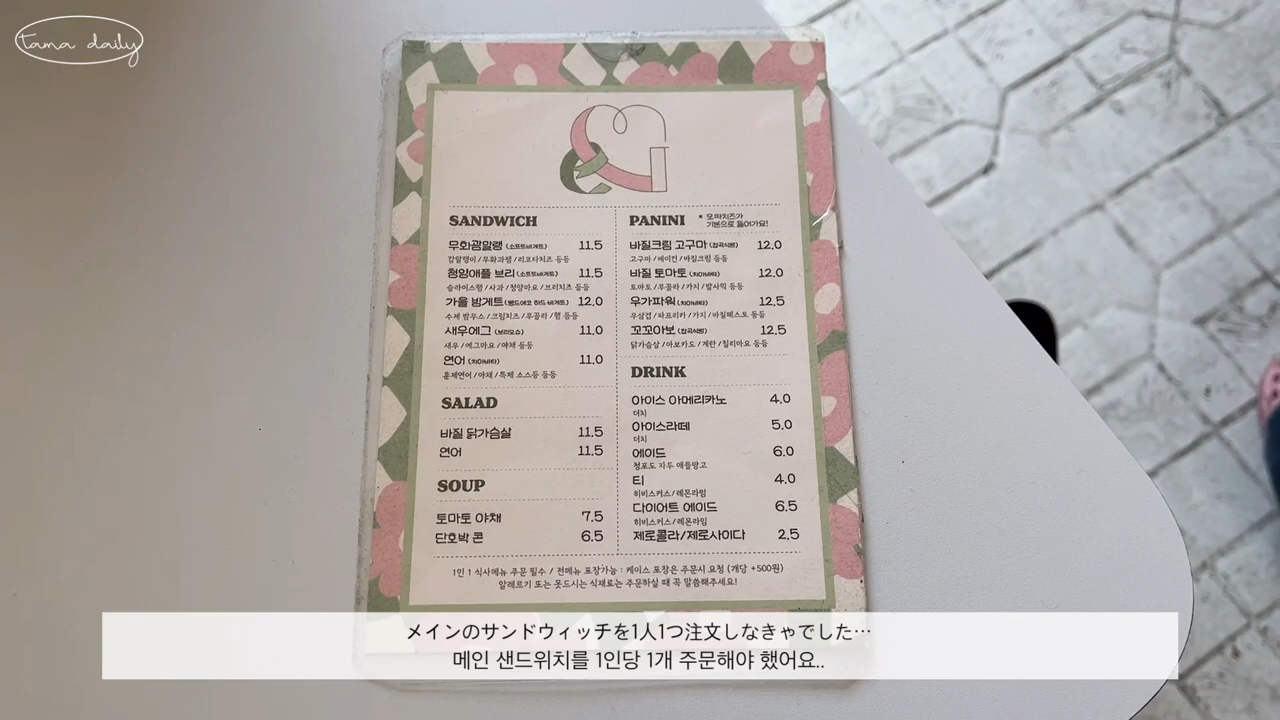 tama daily
SANDWICH
무화과말랭 (소프트바게트) 11.5
감말랭이 / 무화과잼 / 리코타치즈 등등
청양애플 브리 (소프트바게트) 11.5
슬라이스햄 / 사과 / 청양마요 / 브리치즈 등등
가을 밤게트 12.0
수제 밤무스 / 크림치즈 / 루꼴라 / 햄 등등
새우에그 (브리오슈) 11.0
새우 / 에그마요 / 야채 등등
연어 (치아바타) 11.0
훈제연어 / 야채 / 특제 소스등 등등
SALAD
바질 닭가슴살 11.5
연어 11.5
SOUP
토마토 야채 7.5
단호박 콘 6.5
PANINI
* 모짜치즈가
기본으로 들어가요!
바질크림 고구마 (잡곡식빵) 12.0
고구마 / 베이컨 / 바질크림 등등
바질 토마토 (치아바타) 12.0
토마토 / 루꼴라 / 가지 / 발사믹 등등
우가파워 (치아바타) 12.5
우삼겹 / 파프리카 / 가지 / 바질페스토 등등
꼬꼬아보 (잡곡식빵) 12.5
닭가슴살 / 아보카도 / 계란 / 칠리마요 등등
DRINK
아이스 아메리카노 4.0
더치
아이스라떼 5.0
더치
에이드 6.0
청포도 자두 애플망고
티 4.0
히비스커스 / 레몬라임
다이어트 에이드 6.5
히비스커스 / 레몬라임
제로콜라/제로사이다 2.5
1인 1 식사메뉴 주문 필수 / 전메뉴 포장가능 : 케이스 포장은 주문시 요청 (개당 +500원)
알레르기 또는 못드시는 식재료는 주문하실 때 꼭 말씀해주세요!
メインのサンドウィッチを1人1つ注文しなきゃでした…
메인 샌드위치를 1인당 1개 주문해야 했어요..